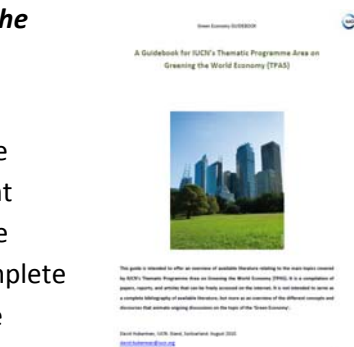 he
Green Economy GUIDEBOOK
A Guidebook for IUCN's Thematic Programme Area on
Greening the World Economy (TPA5)
e
nt
e
nplete
e
This guide is intended to offer an overview of available literature relating to the main topics covered
by IUCN's Thematic Programme Area on Greening the World Economy (TPA5). It is a compilation of
papers, reports, and articles that can be freely accessed on the internet. It is not intended to serve as
a complete bibliography of available literature, but more as an overview of the different concepts and
discourses that animate ongoing discussions on the topic of the 'Green Economy'.
David Huberman, IUCN. Gland, Switzerland. August 2010
david.huberman@iucn.org